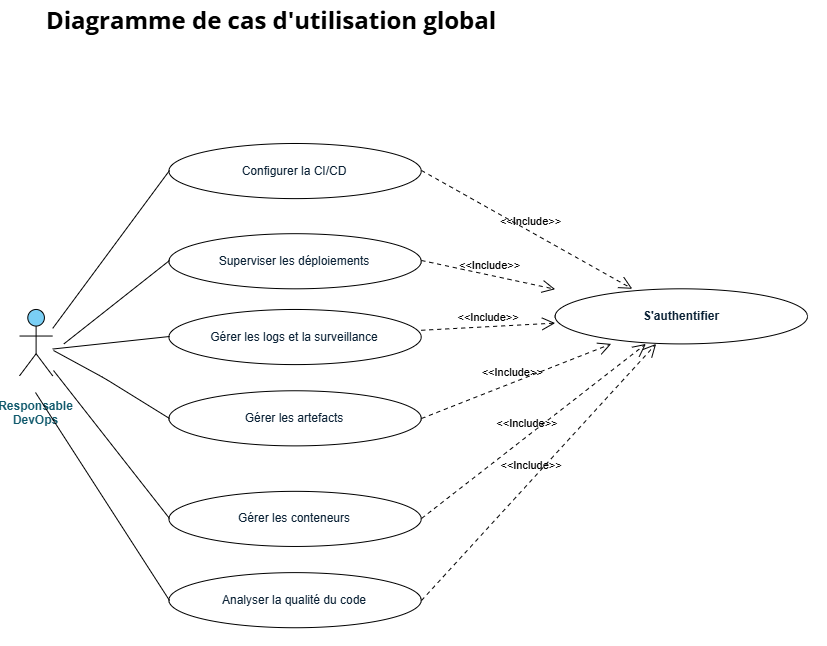 Diagramme de cas d'utilisation global
Configurer la CI/CD
<<Include>>
Superviser les déploiements
<<Include>>
Gérer les logs et la surveillance
<<Include>>
S'authentifier
Gérer les artefacts
<<Include>>
Responsable
DevOps
Gérer les conteneurs
<<Include>>
Analyser la qualité du code
<<Include>>